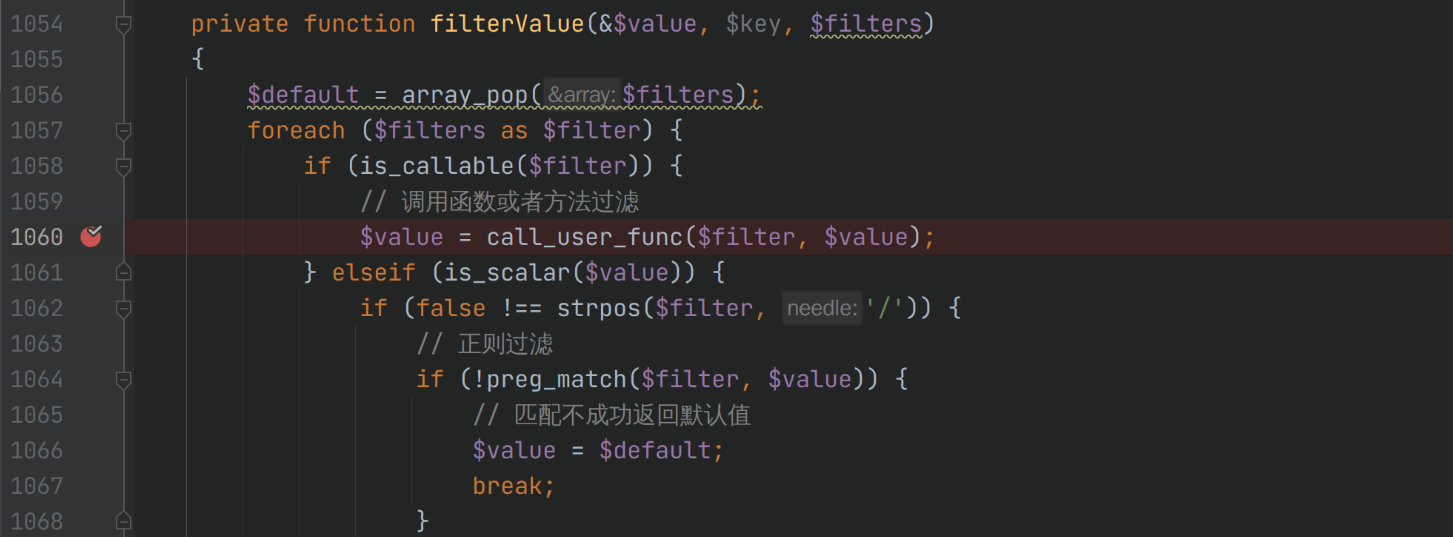 1054 private function filterValue(&$value, $key, $filters)
1055 {
1056 $default = array_pop( &array: $filters);
1057 foreach ($filters as $filter) {
1058 if (is_callable($filter)) {
1059 // 调用函数或者方法过滤
1060 $value = call_user_func($filter, $value);
1061 } elseif (is_scalar($value)) {
1062 if (false !== strpos($filter, needle: '/')) {
1063 // 正则过滤
1064 if (!preg_match($filter, $value)) {
1065 // 匹配不成功返回默认值
1066 $value = $default;
1067 break;
1068 }